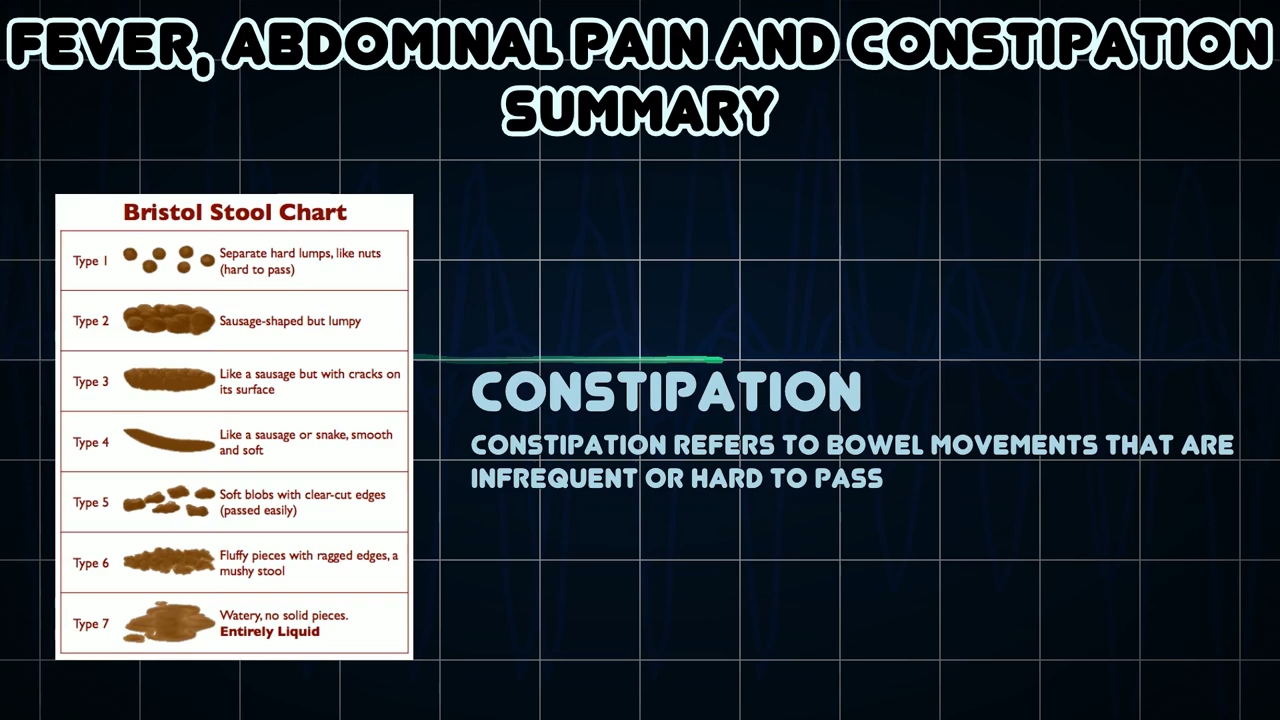 FEVER, ABDOMINAL PAIN AND CONSTIPATION
SUMMARY
Bristol Stool Chart
Type 1
Separate hard lumps, like nuts
(hard to pass)
Type 2
Sausage-shaped but lumpy
Type 3
Like a sausage but with cracks on
its surface
Type 4
Like a sausage or snake, smooth
and soft
Type 5
Soft blobs with clear-cut edges
(passed easily)
Type 6
Fluffy pieces with ragged edges, a
mushy stool
Type 7
Watery, no solid pieces.
Entirely Liquid
CONSTIPATION
CONSTIPATION REFERS TO BOWEL MOVEMENTS THAT ARE
INFREQUENT OR HARD TO PASS